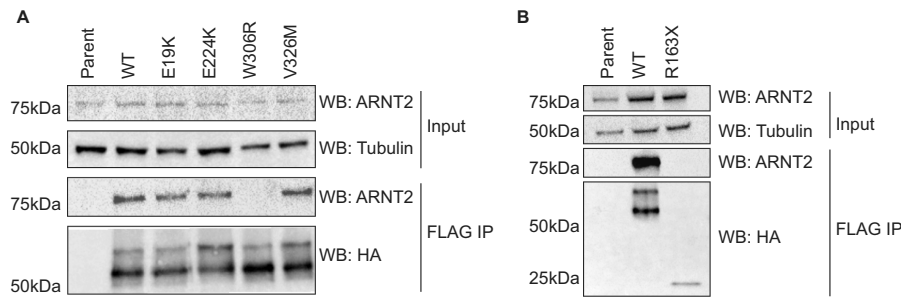 A
Parent
WT
E19K
E224K
W306R
V326M
75kDa
WB: ARNT2
50kDa
WB: Tubulin
Input
75kDa
WB: ARNT2
50kDa
WB: HA
FLAG IP
B
Parent
WT
R163X
75kDa
WB: ARNT2
50kDa
WB: Tubulin
Input
75kDa
WB: ARNT2
50kDa
WB: HA
25kDa
FLAG IP